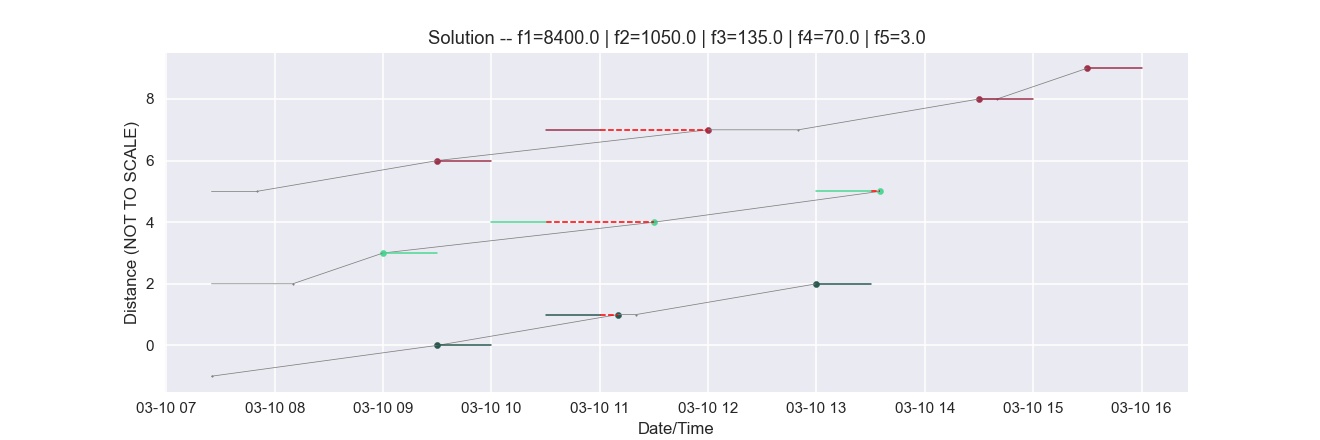 Solution -- f1=8400.0 | f2=1050.0 | f3=135.0 | f4=70.0 | f5=3.0
Distance (NOT TO SCALE)
8
6
4
2
0
03-10 07 03-10 08 03-10 09 03-10 10 03-10 11 03-10 12 03-10 13 03-10 14 03-10 15 03-10 16
Date/Time